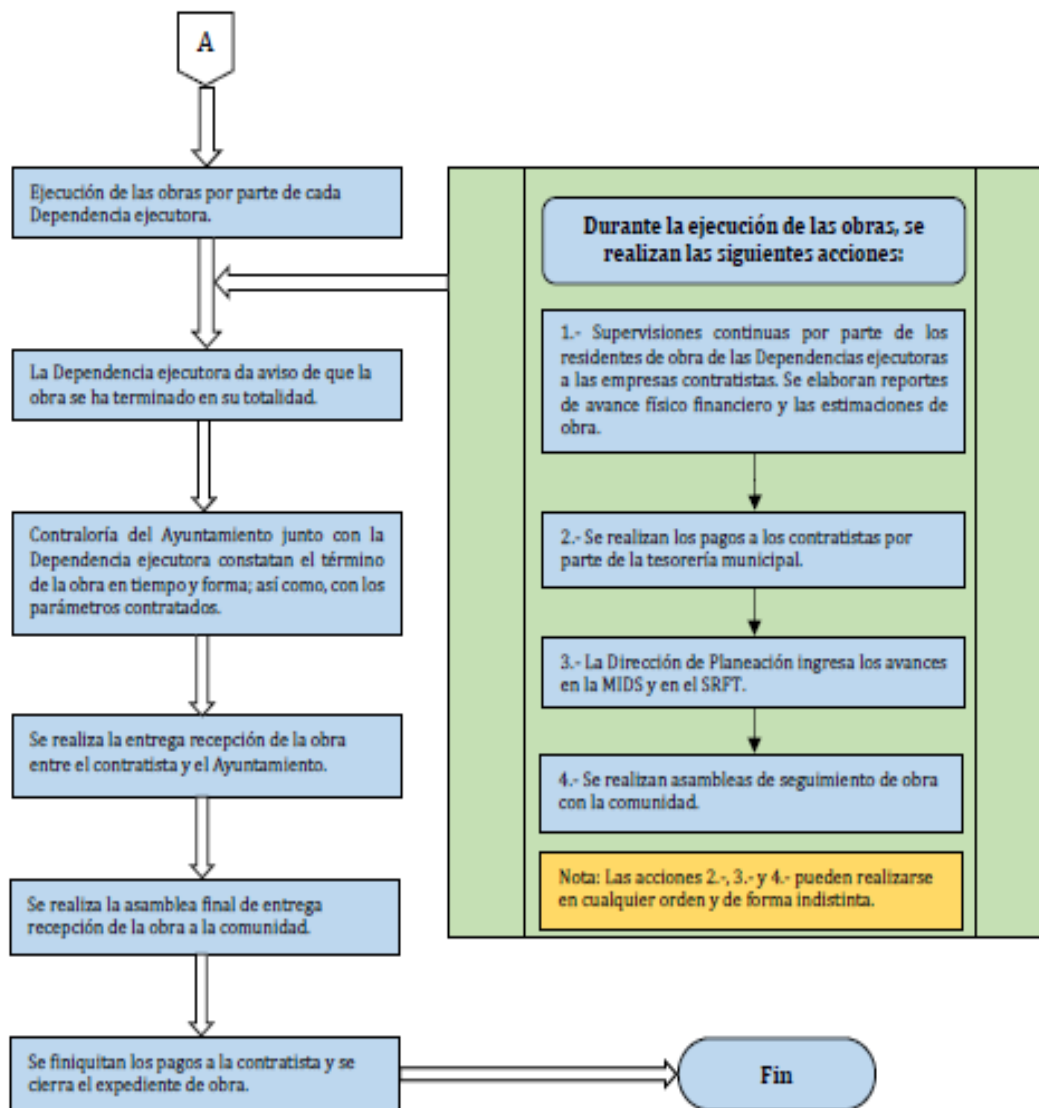 A
Ejecución de las obras por parte de cada
Dependencia ejecutora.
La Dependencia ejecutora da aviso de que la
obra se ha terminado en su totalidad.
Contraloría del Ayuntamiento junto con la
Dependencia ejecutora constatan el término
de la obra en tiempo y forma; así como, con los
parámetros contratados.
Se realiza la entrega recepción de la obra
entre el contratista y el Ayuntamiento.
Se realiza la asamblea final de entrega
recepción de la obra a la comunidad.
Se finiquitan los pagos a la contratista y se
cierra el expediente de obra.
Fin
Durante la ejecución de las obras, se
realizan las siguientes acciones:
1.- Supervisiones continuas por parte de los
residentes de obra de las Dependencias ejecutoras
a las empresas contratistas. Se elaboran reportes
de avance físico financiero y las estimaciones de
obra.
2.- Se realizan los pagos a los contratistas por
parte de la tesorería municipal.
3.- La Dirección de Planeación ingresa los avances
en la MIDS y en el SRFT.
4.- Se realizan asambleas de seguimiento de obra
con la comunidad.
Nota: Las acciones 2.-, 3.- y 4.- pueden realizarse
en cualquier orden y de forma indistinta.